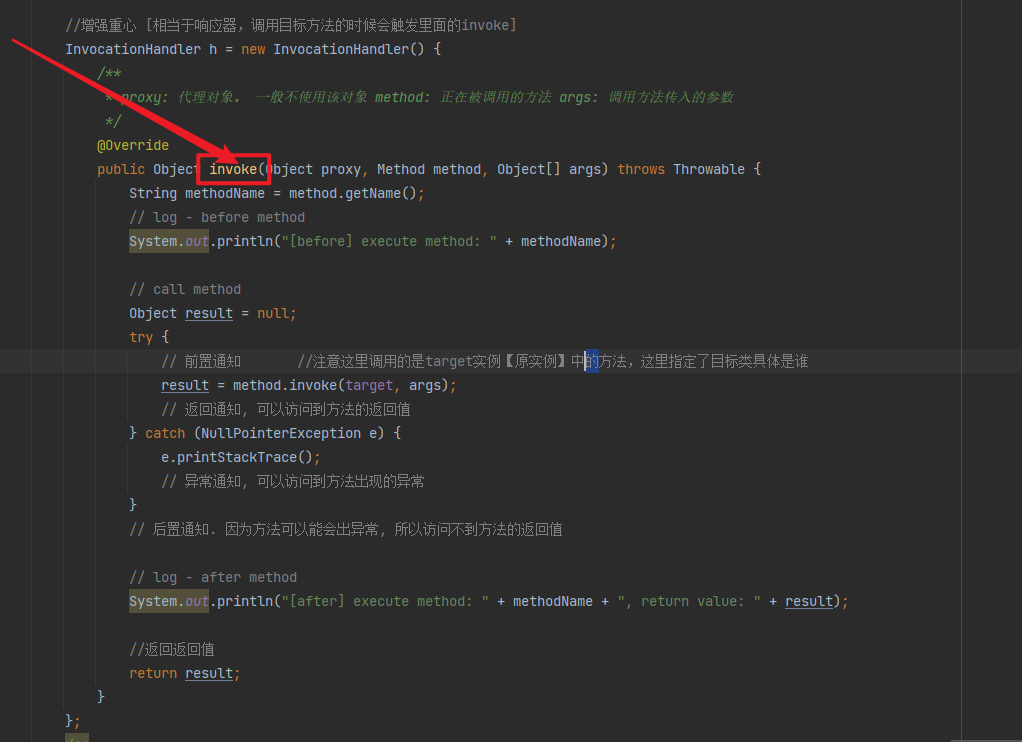 //增强重心 [相当于响应器，调用目标方法的时候会触发里面的invoke]
InvocationHandler h = new InvocationHandler() {
/**
* proxy: 代理对象. 一般不使用该对象 method: 正在被调用的方法 args: 调用方法传入的参数
*/
@Override
public Object invoke(Object proxy, Method method, Object[] args) throws Throwable {
String methodName = method.getName();
// log - before method
System.out.println("[before] execute method: " + methodName);
// call method
Object result = null;
try {
// 前置通知 //注意这里调用的是target实例【原实例】中的方法，这里指定了目标类具体是谁
result = method.invoke(target, args);
// 返回通知, 可以访问到方法的返回值
} catch (NullPointerException e) {
e.printStackTrace();
// 异常通知, 可以访问到方法出现的异常
}
// 后置通知. 因为方法可以能会出异常, 所以访问不到方法的返回值
// log - after method
System.out.println("[after] execute method: " + methodName + ", return value: " + result);
//返回返回值
return result;
}
};